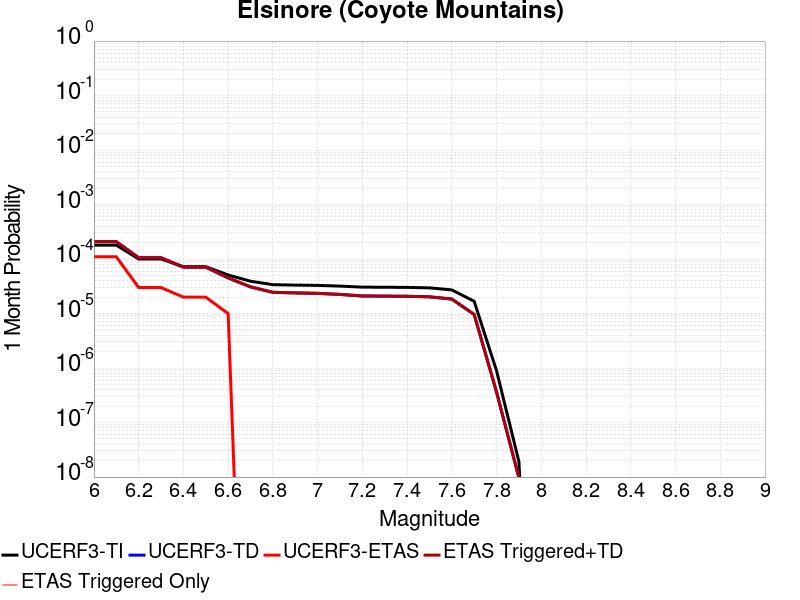 Elsinore (Coyote Mountains)
10^0
10^-1
10^-2
10^-3
10^-4
10^-5
10^-6
10^-7
10^-8
1 Month Probability
6 6.2 6.4 6.6 6.8 7 7.2 7.4 7.6 7.8 8 8.2 8.4 8.6 8.8 9
Magnitude
UCERF3-TI UCERF3-TD UCERF3-ETAS ETAS Triggered+TD
ETAS Triggered Only